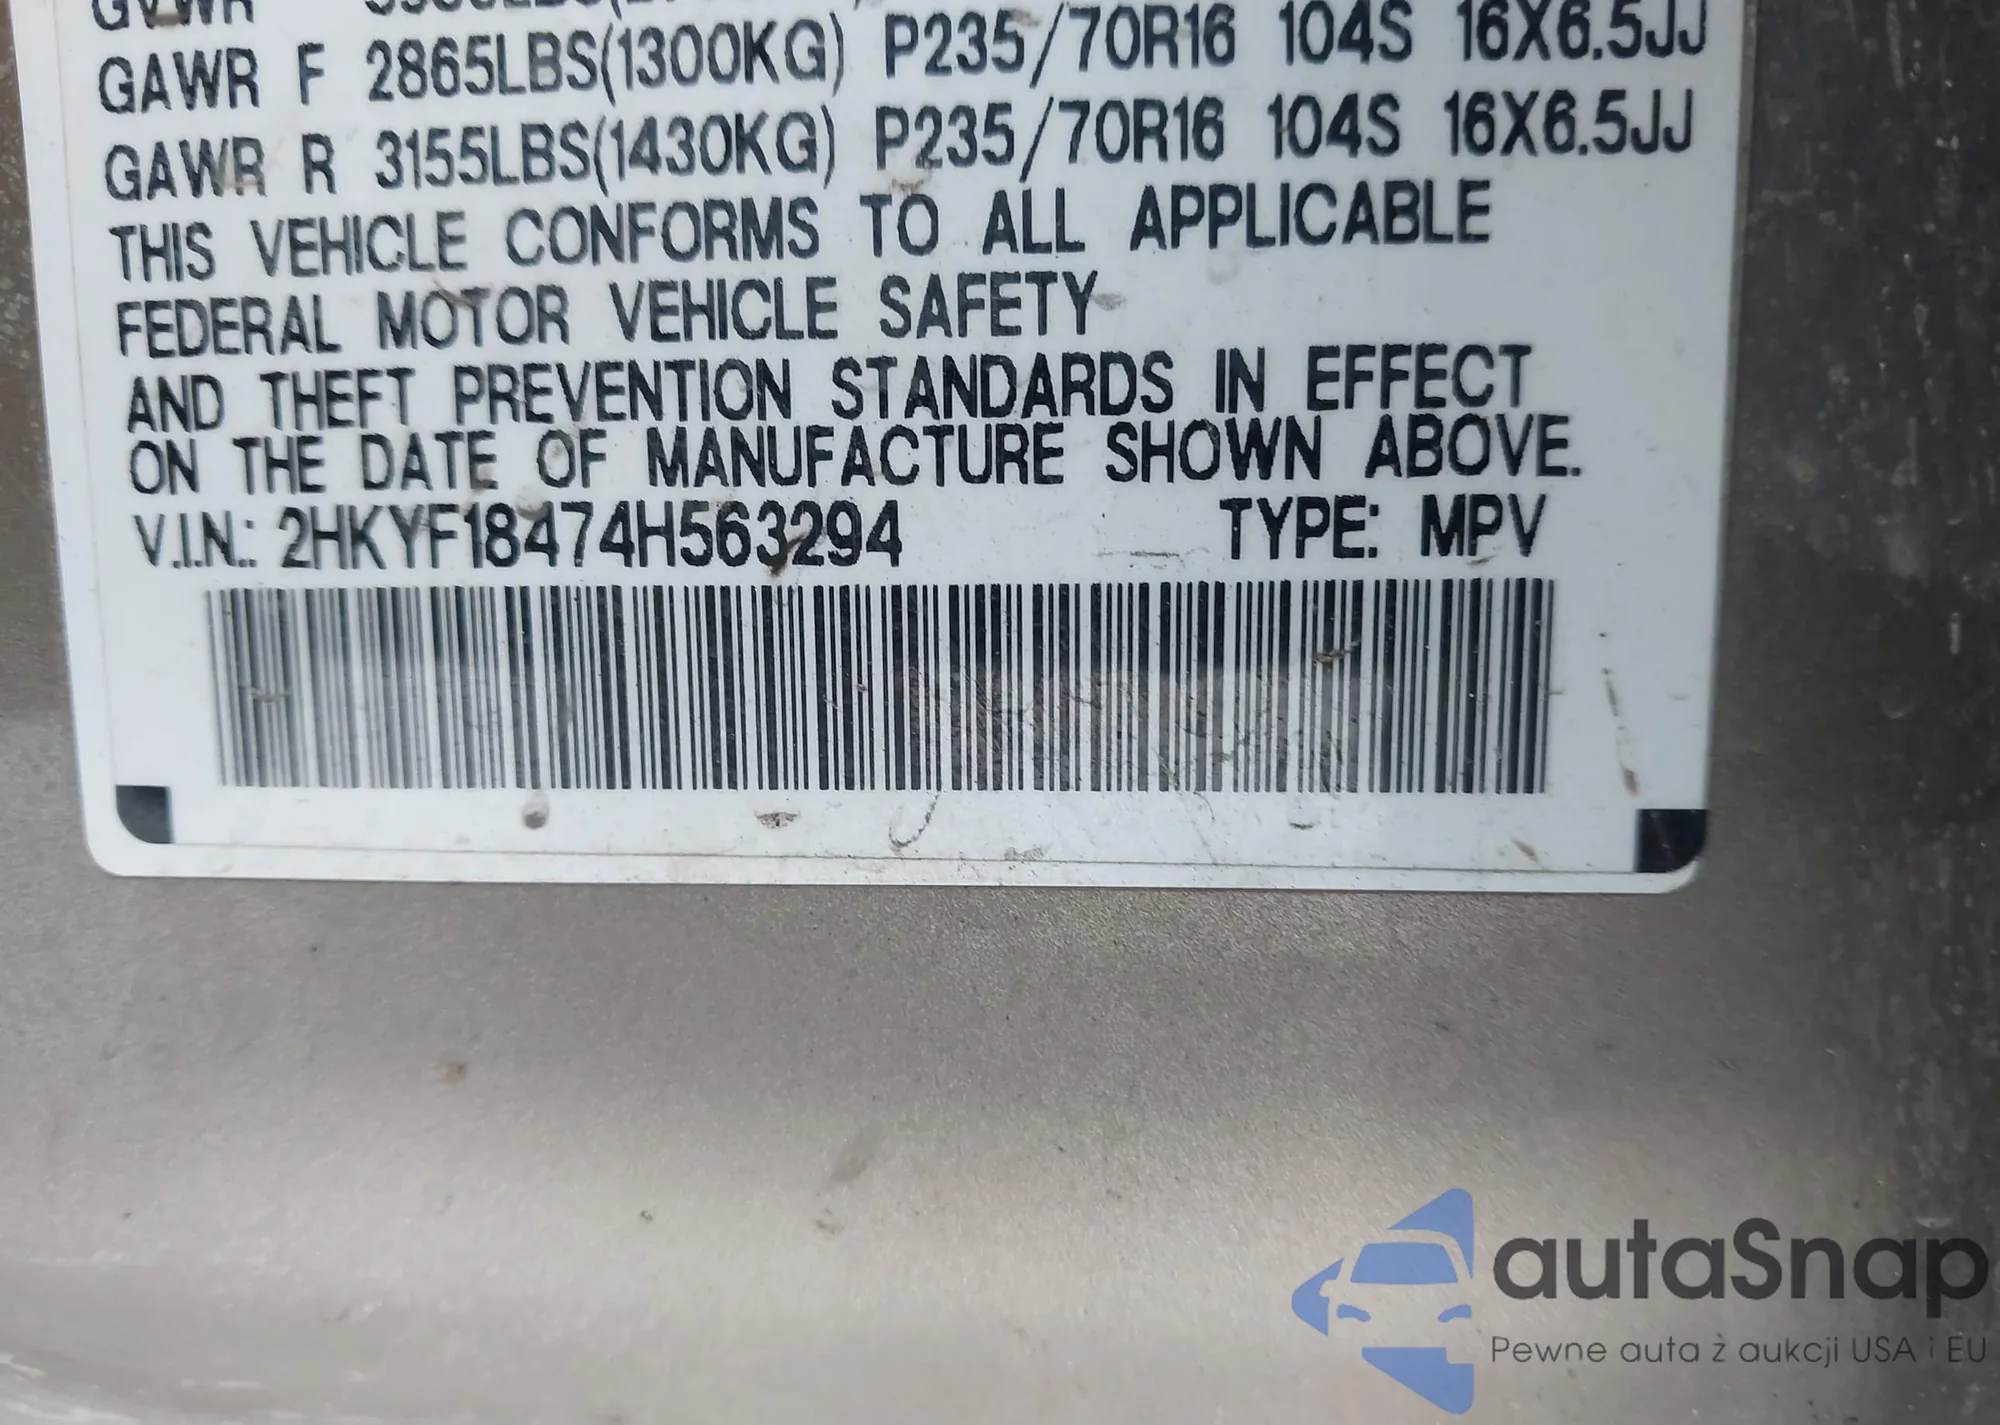 GVWR
GAWR F 2865LBS(1300KG) P235/70R16 104S 16X6.5JJ
GAWR R 3155LBS(1430KG) P235/70R16 104S 16X6.5JJ
THIS VEHICLE CONFORMS TO ALL APPLICABLE
FEDERAL MOTOR VEHICLE SAFETY
AND THEFT PREVENTION STANDARDS IN EFFECT
ON THE DATE OF MANUFACTURE SHOWN ABOVE.
V.I.N.: 2HKYF18474H563294 TYPE: MPV
autaSnap
Pewne auta z aukcji USA i EU